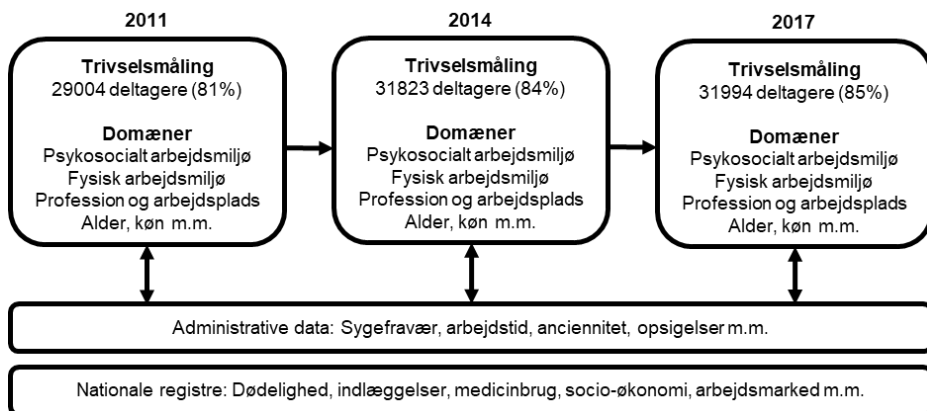 2011
Trivselsmåling
29004 deltagere (81%)
Domæner
Psykosocialt arbejdsmiljø
Fysisk arbejdsmiljø
Profession og arbejdsplads
Alder, køn m.m.
2014
Trivselsmåling
31823 deltagere (84%)
Domæner
Psykosocialt arbejdsmiljø
Fysisk arbejdsmiljø
Profession og arbejdsplads
Alder, køn m.m.
2017
Trivselsmåling
31994 deltagere (85%)
Domæner
Psykosocialt arbejdsmiljø
Fysisk arbejdsmiljø
Profession og arbejdsplads
Alder, køn m.m.
Administrative data: Sygefravær, arbejdstid, anciennitet, opsigelser m.m.
Nationale registre: Dødelighed, indlæggelser, medicinbrug, socio-økonomi, arbejdsmarked m.m.